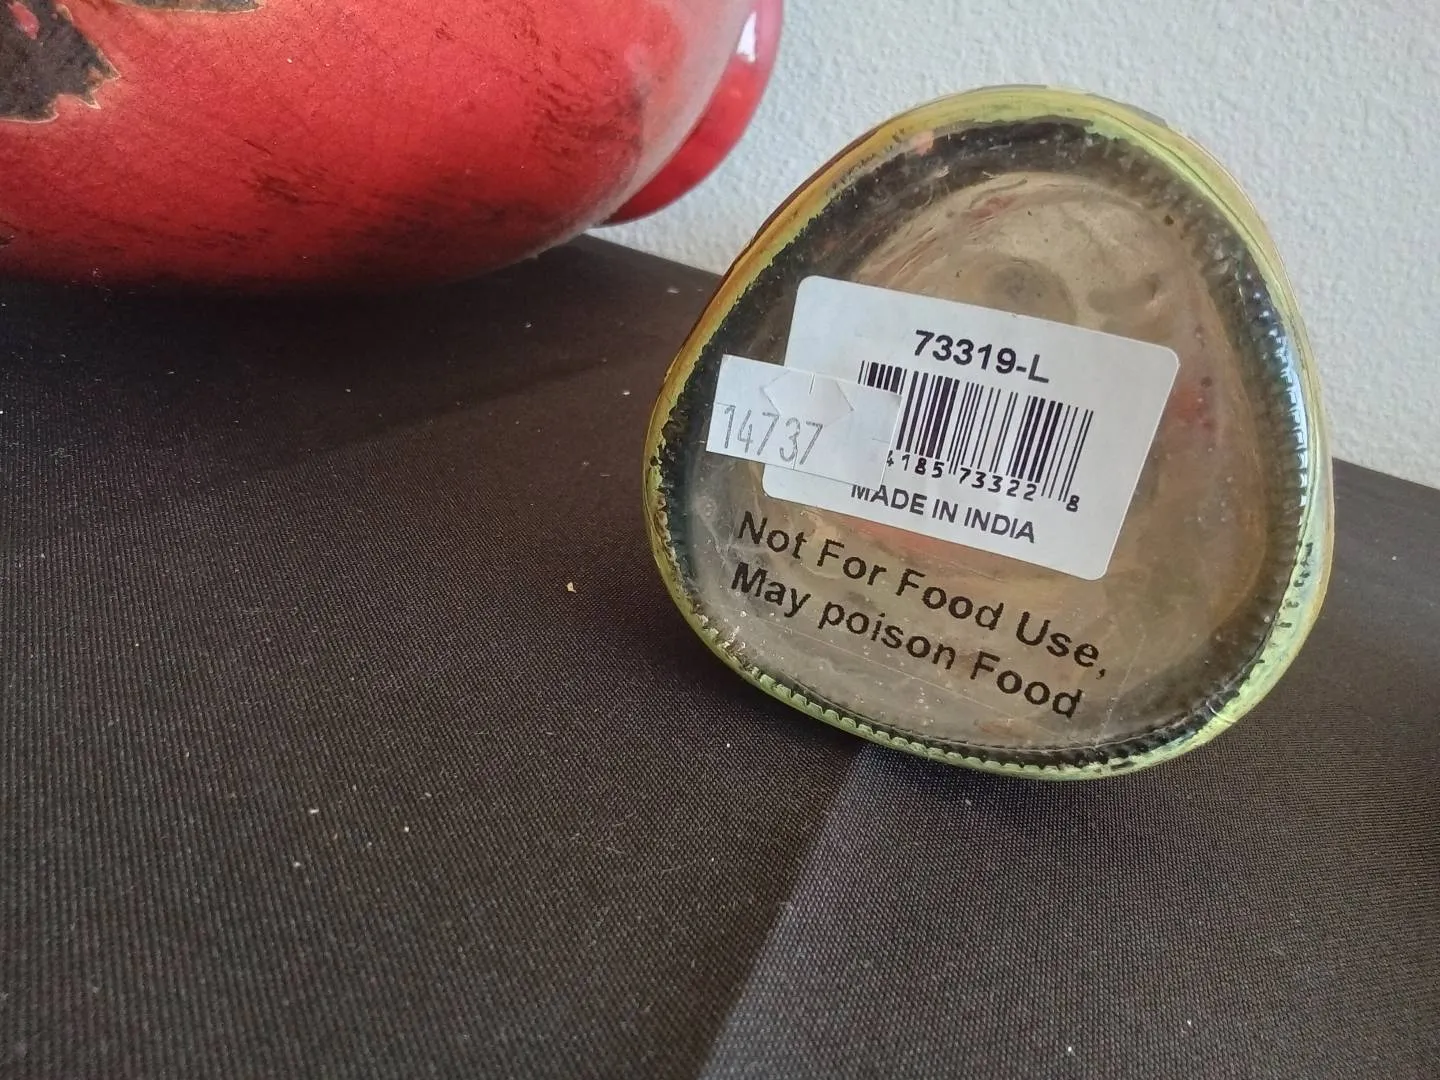 73319-L
14737
4185 73322 8
MADE IN INDIA
Not For Food Use,
May poison Food